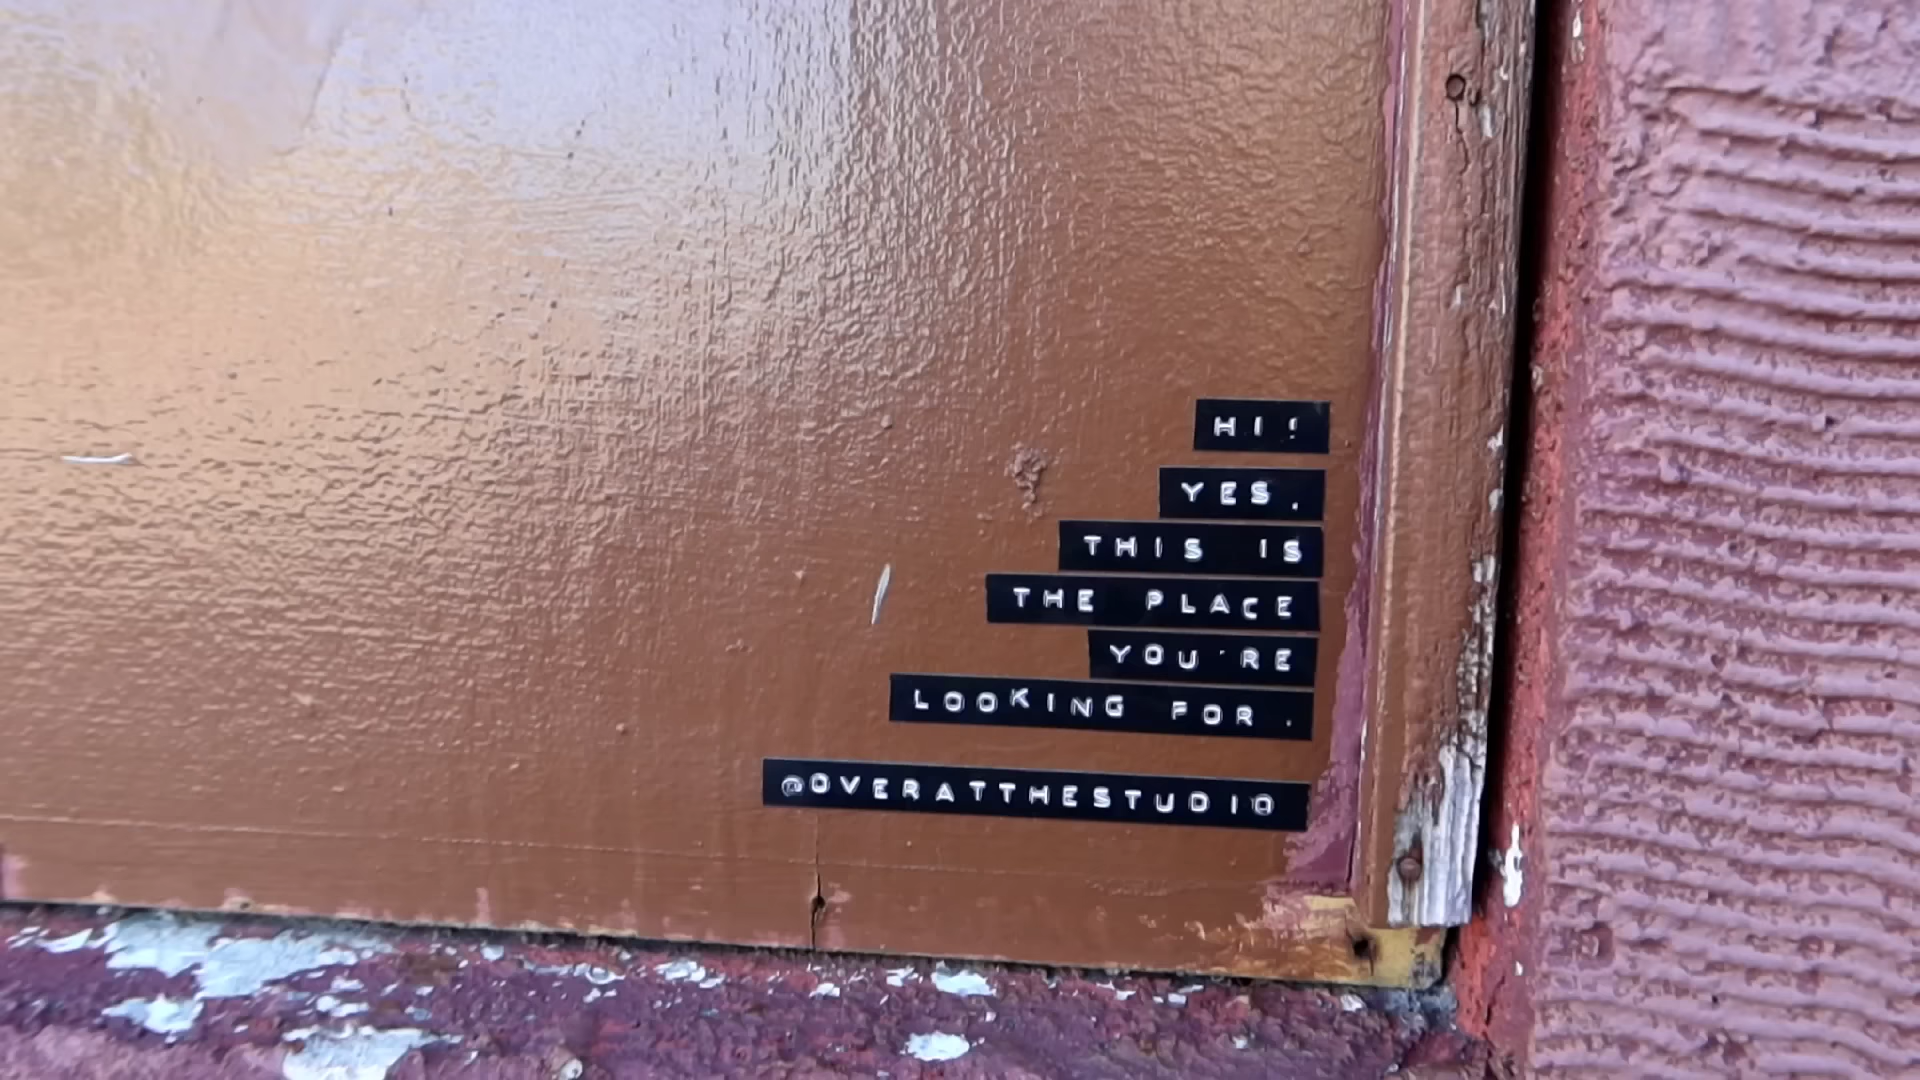 HI!
YES.
THIS IS
THE PLACE
YOU'RE
LOOKING FOR.
@OVERATTHESTUDIO